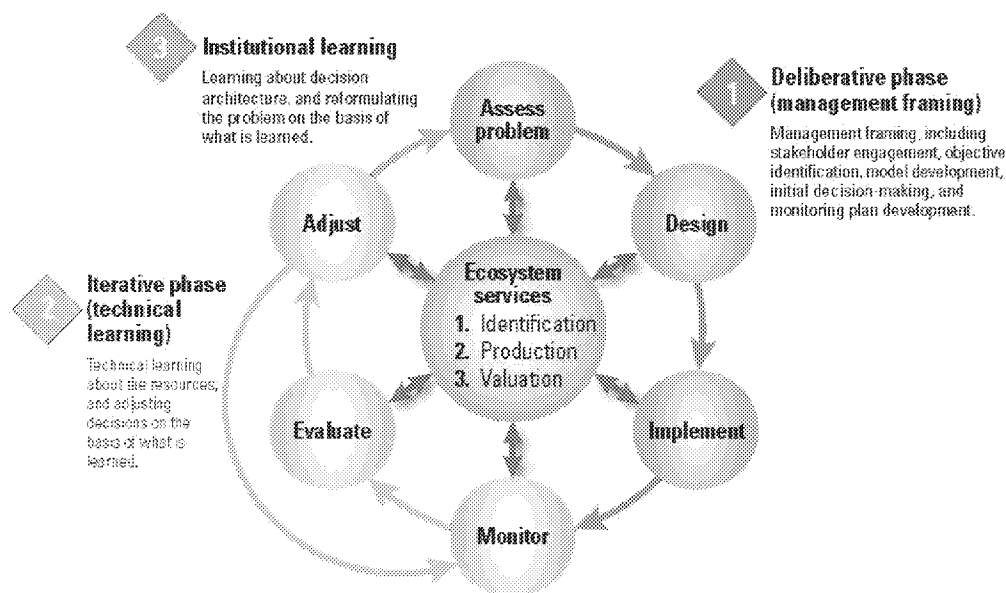 3
Institutional learning
Learning about decision
architecture, and reformulating
the problem on the basis of
what is learned.
1
Deliberative phase
(management framing)
Management framing, including
stakeholder engagement, objective
identification, model development,
initial decision-making, and
monitoring plan development.
2
Iterative phase
(technical
learning)
Technical learning
about the resources,
and adjusting
decisions on the
basis of what is
learned.
Assess
problem
Design
Implement
Monitor
Evaluate
Adjust
Ecosystem
services
1. Identification
2. Production
3. Valuation